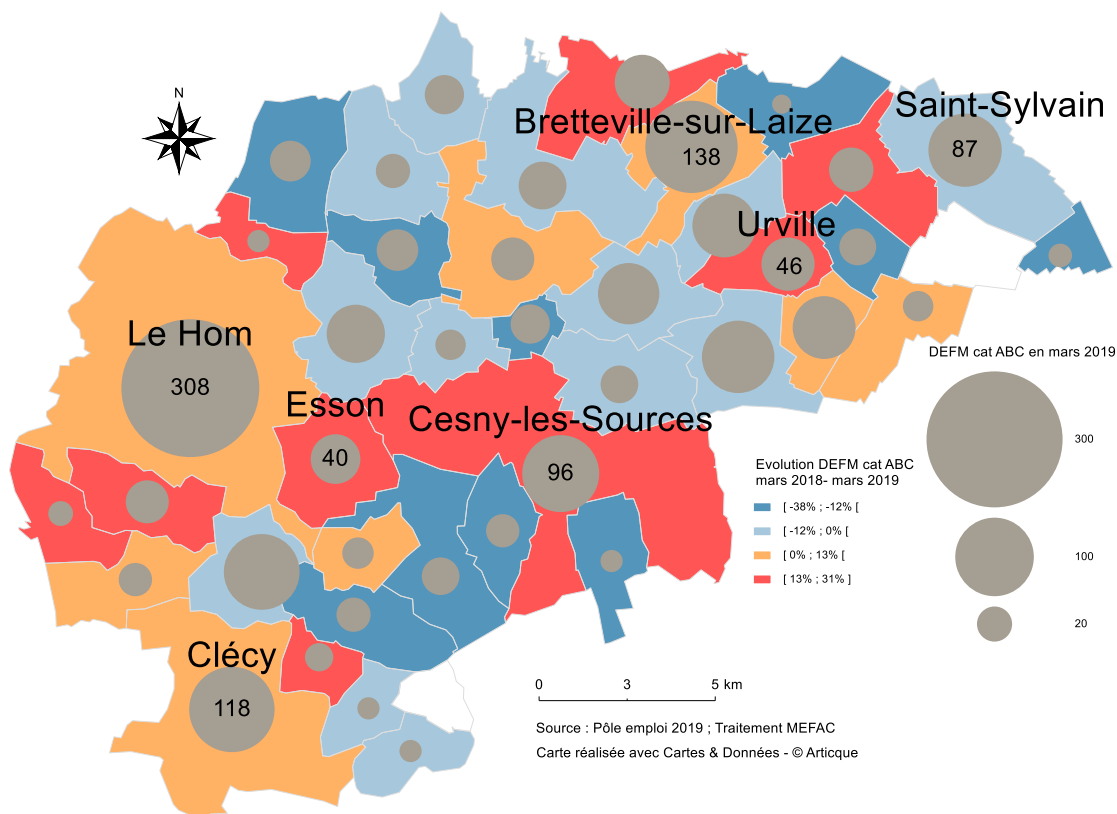 N
Saint-Sylvain
87
Bretteville-sur-Laize
138
Urville
46
Le Hom
308
Esson
40
Cesny-les-Sources
96
Clécy
118
DEFM cat ABC en mars 2019
300
100
20
Evolution DEFM cat ABC
mars 2018- mars 2019
[ -38% ; -12% [
[ -12% ; 0% [
[ 0% ; 13% [
[ 13% ; 31% ]
0 3 5 km
Source : Pôle emploi 2019 ; Traitement MEFAC
Carte réalisée avec Cartes & Données - © Articque